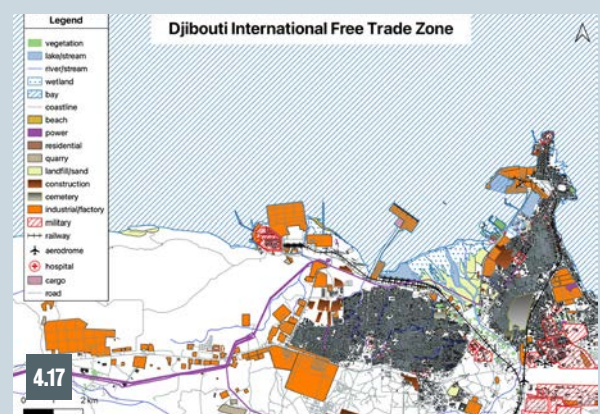 Legend
Djibouti International Free Trade Zone
vegetation
lake/stream
river/stream
wetland
bay
coastline
beach
power
residential
quarry
landfill/sand
construction
cemetery
industrial/factory
military
railway
aerodrome
hospital
cargo
road
4.17
0
2 km